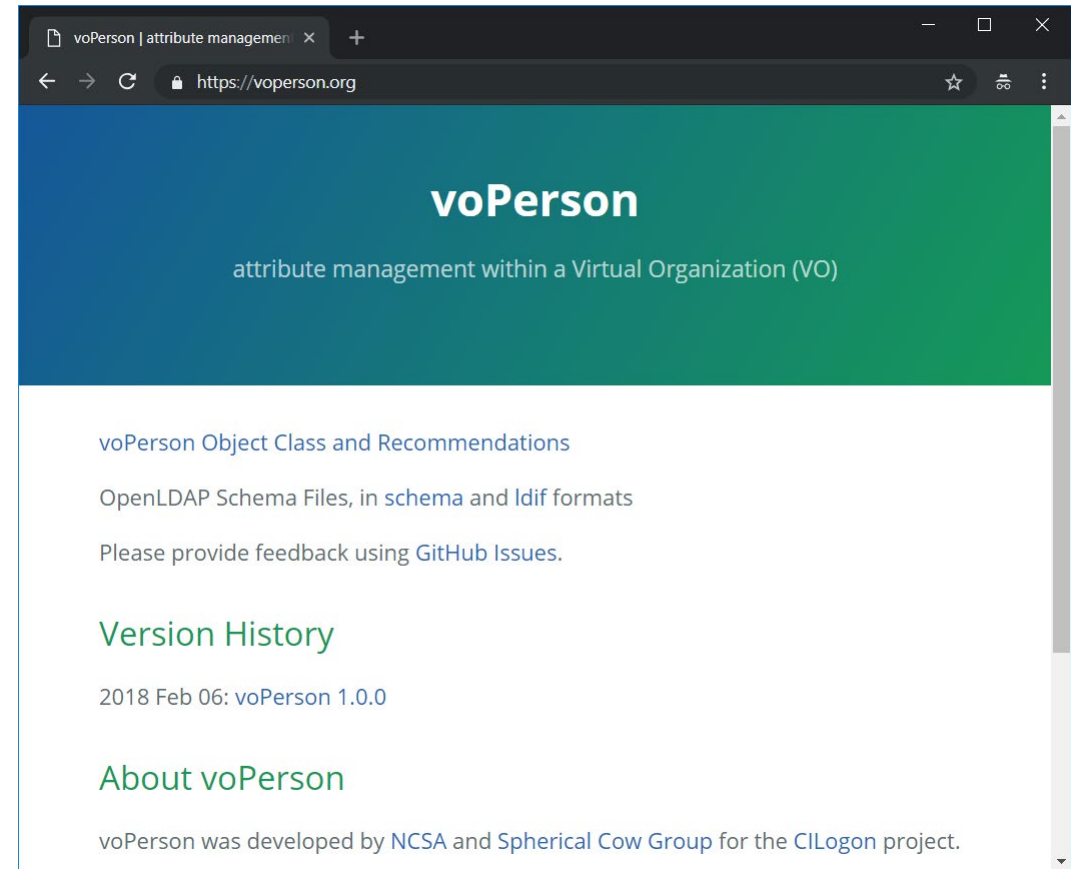 voPerson | attribute managemen
https://voperson.org
voPerson
attribute management within a Virtual Organization (VO)
voPerson Object Class and Recommendations
OpenLDAP Schema Files, in schema and ldif formats
Please provide feedback using GitHub Issues.
Version History
2018 Feb 06: voPerson 1.0.0
About voPerson
voPerson was developed by NCSA and Spherical Cow Group for the CILogon project.